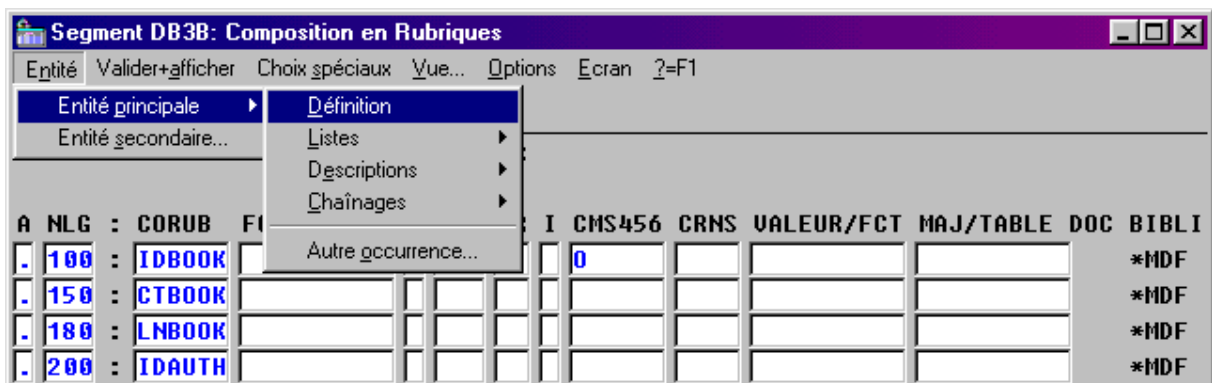 Segment DB3B: Composition en Rubriques
Entité Valider+afficher Choix spéciaux Vue... Options Ecran ?=F1
Entité principale
Entité secondaire...
Définition
Listes
Descriptions
Chaînages
Autre occurrence...
A NLG : CORUB I CMS456 CRNS VALEUR/FCT MAJ/TABLE DOC BIBLI
. 100 : IDBOOK 0 *MDF
. 150 : CTBOOK *MDF
. 180 : LNBOOK *MDF
. 200 : IDAUTH *MDF